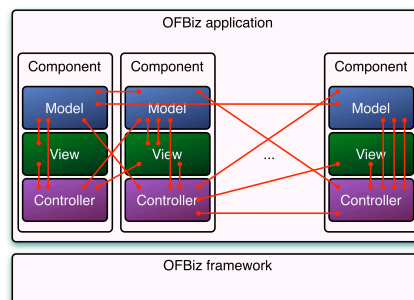 OFBiz application
Component
Component
Component
Model
Model
Model
View
View
...
View
Controller
Controller
Controller
OFBiz framework